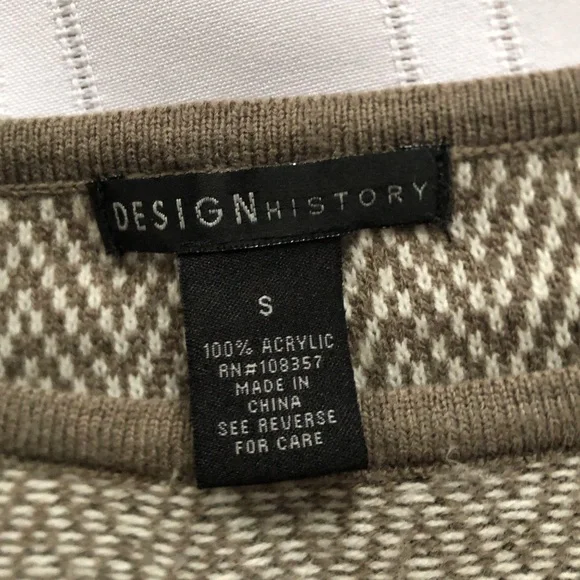 DESIGN HISTORY
S
100% ACRYLIC
RN#108357
MADE IN
CHINA
SEE REVERSE
FOR CARE